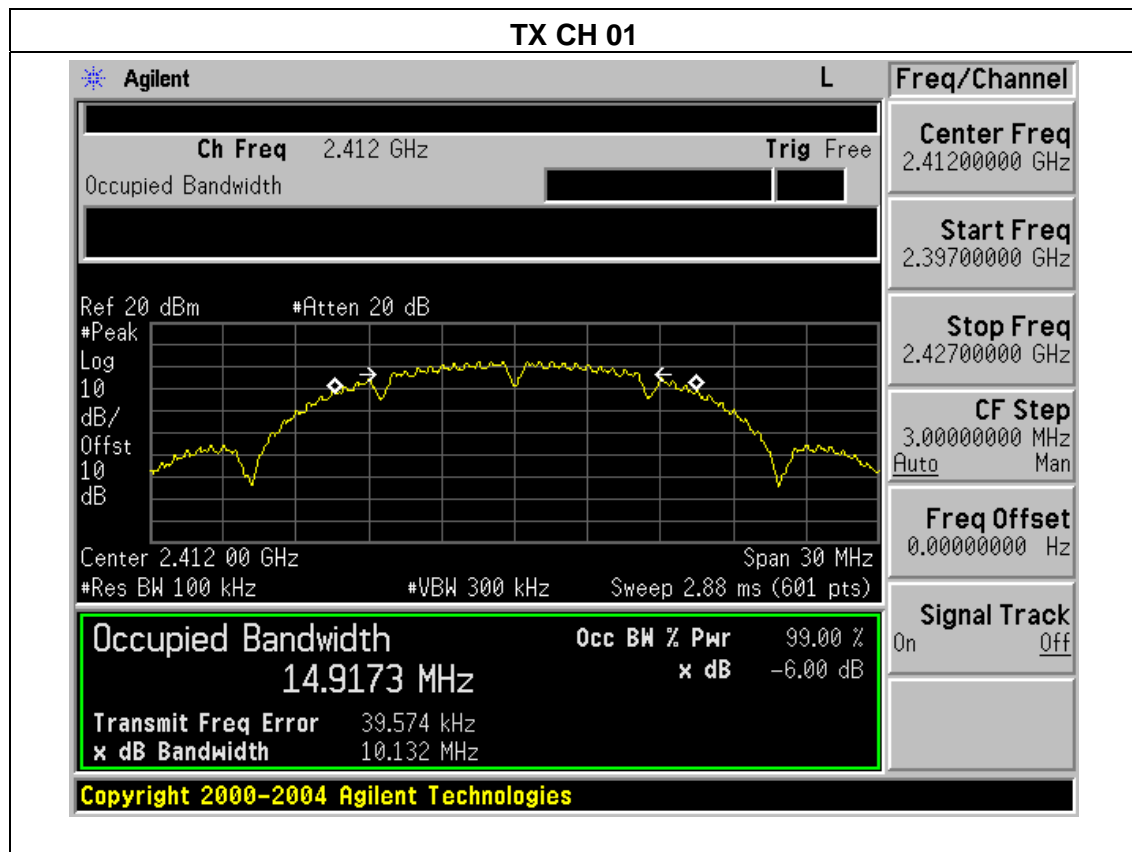 TX CH 01
Agilent L Freq/Channel
Ch Freq 2.412 GHz Trig Free
Occupied Bandwidth
Center Freq
2.41200000 GHz
Start Freq
2.39700000 GHz
Stop Freq
2.42700000 GHz
CF Step
3.00000000 MHz
Auto Man
Freq Offset
0.00000000 Hz
Signal Track
On Off
Ref 20 dBm #Atten 20 dB
#Peak
Log
10
dB/
Offst
10
dB
Center 2.412 00 GHz Span 30 MHz
#Res BW 100 kHz #VBW 300 kHz Sweep 2.88 ms (601 pts)
Occupied Bandwidth Occ BW % Pwr 99.00 %
14.9173 MHz x dB -6.00 dB
Transmit Freq Error 39.574 kHz
x dB Bandwidth 10.132 MHz
Copyright 2000-2004 Agilent Technologies